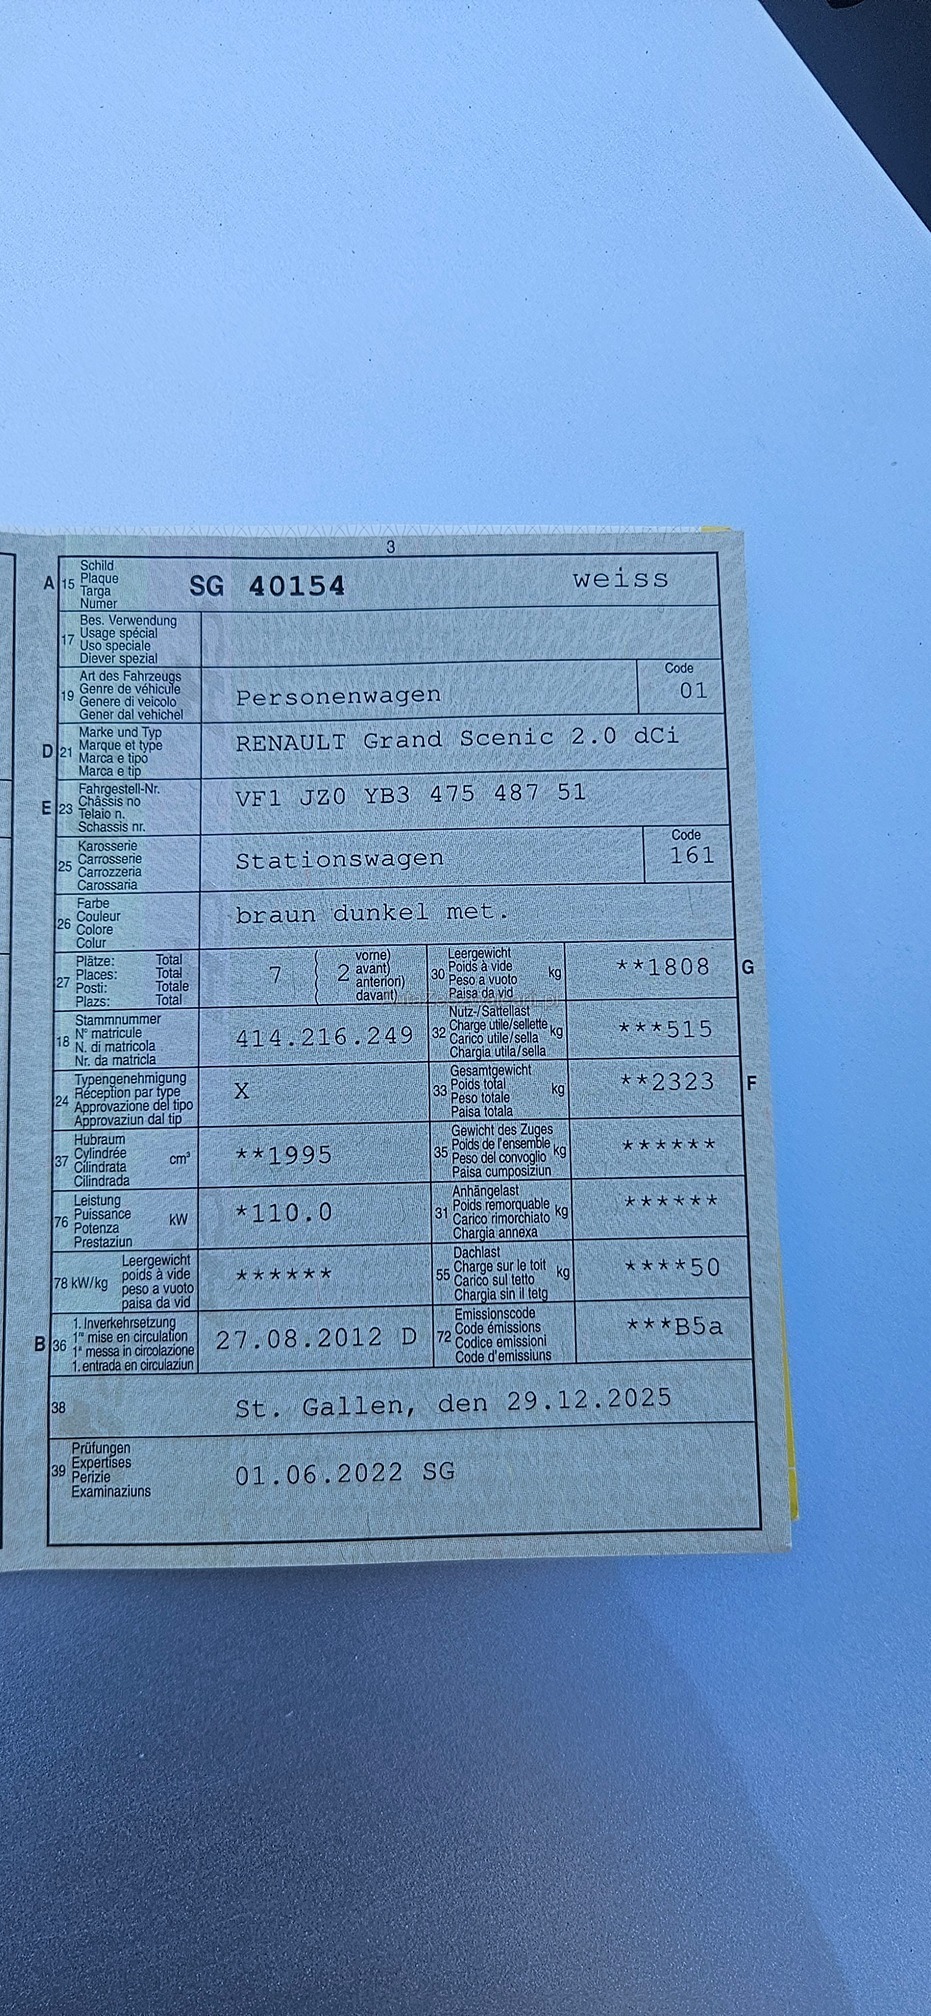 3
A 15 Schild
Plaque
Targa
Numer
SG 40154 weiss
17 Bes. Verwendung
Usage spécial
Uso speciale
Diever spezial
19 Art des Fahrzeugs
Genre de véhicule
Genere di veicolo
Gener dal vehichel
Personenwagen
Code
01
D 21 Marke und Typ
Marque et type
Marca e tipo
Marca e tip
RENAULT Grand Scenic 2.0 dCi
E 23 Fahrgestell-Nr.
Châssis no
Telaio n.
Schassis nr.
VF1 JZ0 YB3 475 487 51
25 Karosserie
Carrosserie
Carrozzeria
Carossaria
Stationswagen
Code
161
26 Farbe
Couleur
Colore
Colur
braun dunkel met.
27 Plätze: Total
Places: Total
Posti: Totale
Plazs: Total
7 ( 2 vorne)
avant)
anterion)
davant)
30 Leergewicht
Poids à vide
Peso a vuoto
Paisa da vid
kg
**1808
G
18 Stammnummer
N° matricule
N. di matricola
Nr. da matricla
414.216.249
32 Nutz-/Sattellast
Charge utile/sellette
Carico utile/sella
Chargia utila/sella
kg
***515
24 Typengenehmigung
Réception par type
Approvazione del tipo
Approvaziun dal tip
X
33 Gesamtgewicht
Poids total
Peso totale
Paisa totala
kg
**2323
F
37 Hubraum
Cylindrée
Cilindrata
Cilindrada
cm³
**1995
35 Gewicht des Zuges
Poids de l'ensemble
Peso del convoglio
Paisa cumposiziun
kg
******
76 Leistung
Puissance
Potenza
Prestaziun
kW
*110.0
31 Anhängelast
Poids remorquable
Carico rimorchiato
Chargia annexa
kg
******
78 kW/kg Leergewicht
poids à vide
peso a vuoto
paisa da vid
******
55 Dachlast
Charge sur le toit
Carico sul tetto
Chargia sin il tetg
kg
****50
B 36 1. Inverkehrsetzung
1re mise en circulation
1a messa in circolazione
1. entrada en circulaziun
27.08.2012 D
72 Emissionscode
Code émissions
Codice emissioni
Code d'emissiuns
***B5a
38 St. Gallen, den 29.12.2025
39 Prüfungen
Expertises
Perizie
Examinaziuns
01.06.2022 SG